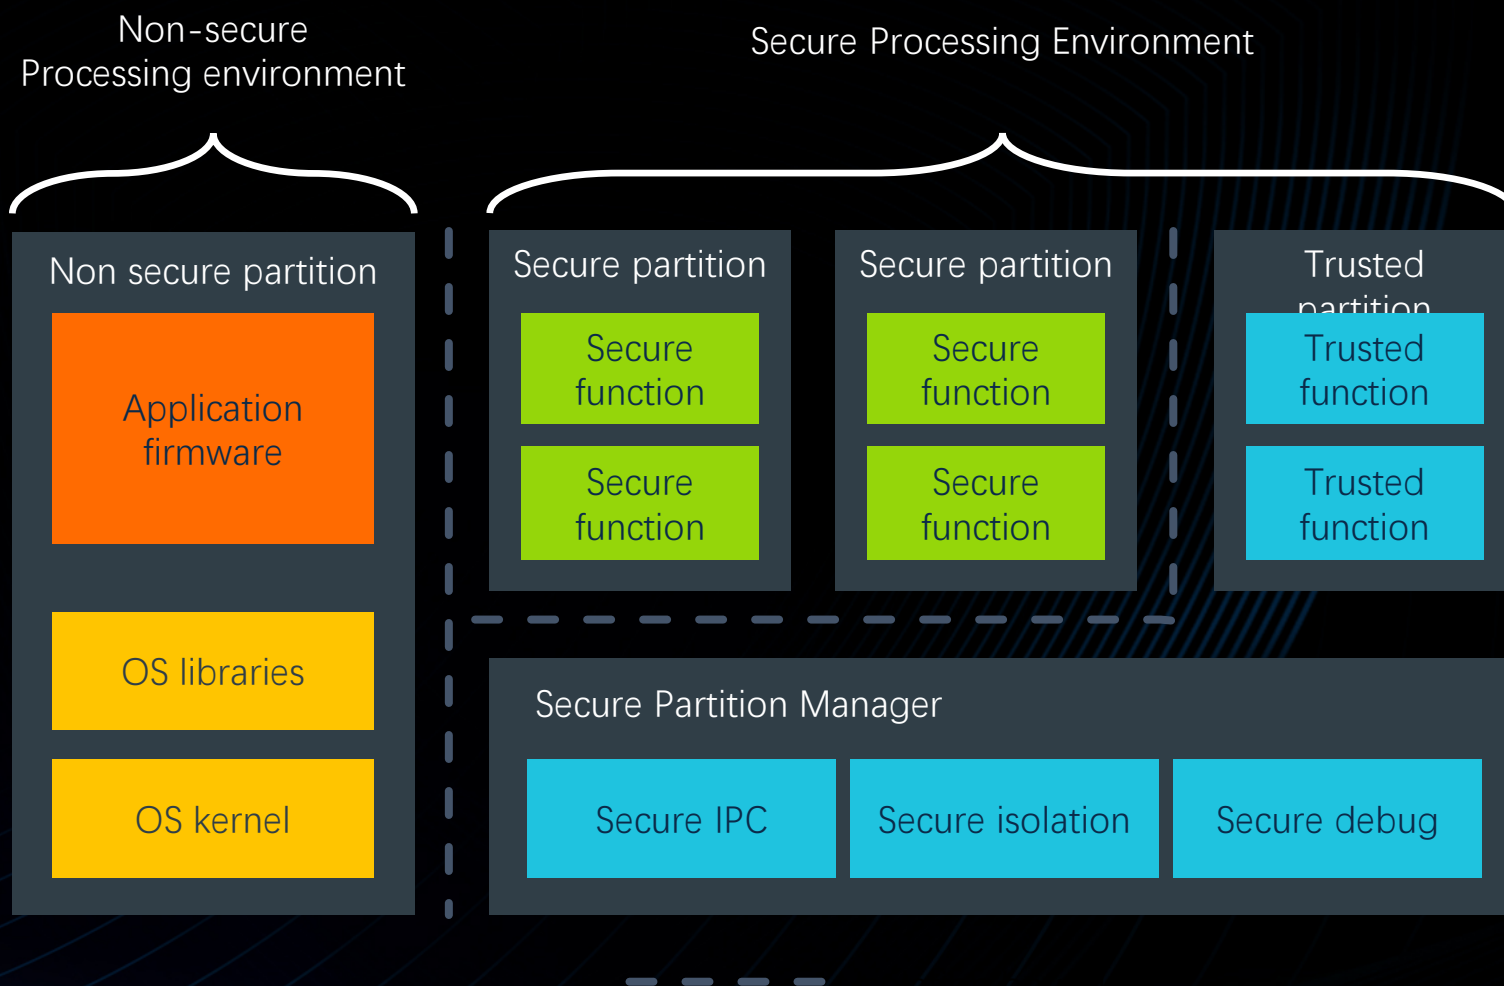 Non-secure
Processing environment
Secure Processing Environment
Non secure partition
Application
firmware
OS libraries
OS kernel
Secure partition
Secure
function
Secure
function
Secure partition
Secure
function
Secure
function
Trusted
partition
Trusted
function
Trusted
function
Secure Partition Manager
Secure IPC
Secure isolation
Secure debug